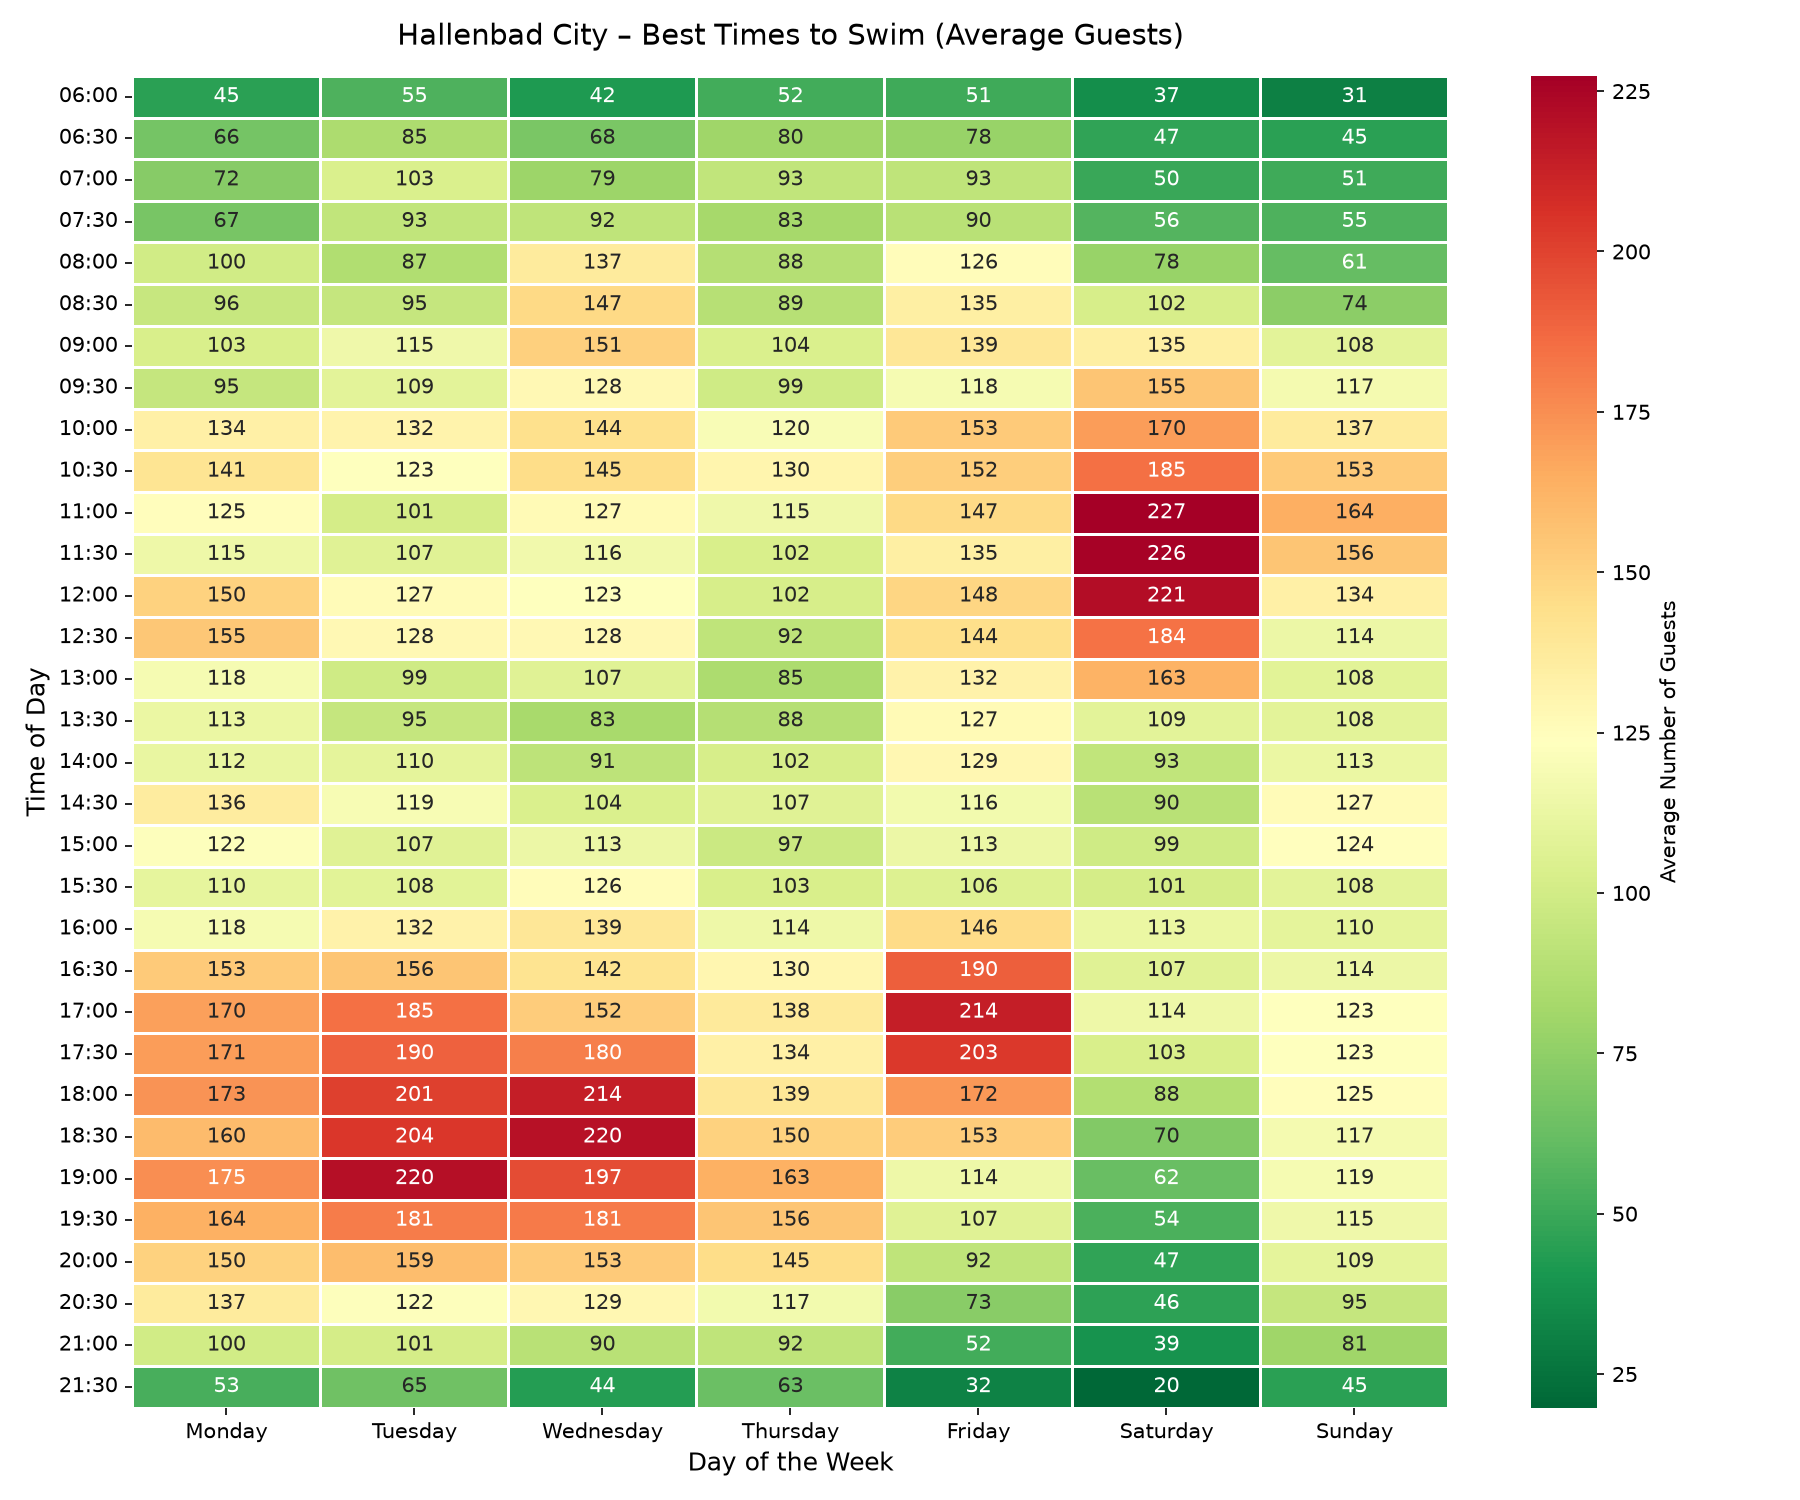 Hallenbad City – Best Times to Swim (Average Guests)
06:00 45 55 42 52 51 37 31
06:30 66 85 68 80 78 47 45
07:00 72 103 79 93 93 50 51
07:30 67 93 92 83 90 56 55
08:00 100 87 137 88 126 78 61
08:30 96 95 147 89 135 102 74
09:00 103 115 151 104 139 135 108
09:30 95 109 128 99 118 155 117
10:00 134 132 144 120 153 170 137
10:30 141 123 145 130 152 185 153
11:00 125 101 127 115 147 227 164
11:30 115 107 116 102 135 226 156
12:00 150 127 123 102 148 221 134
12:30 155 128 128 92 144 184 114
13:00 118 99 107 85 132 163 108
13:30 113 95 83 88 127 109 108
14:00 112 110 91 102 129 93 113
14:30 136 119 104 107 116 90 127
15:00 122 107 113 97 113 99 124
15:30 110 108 126 103 106 101 108
16:00 118 132 139 114 146 113 110
16:30 153 156 142 130 190 107 114
17:00 170 185 152 138 214 114 123
17:30 171 190 180 134 203 103 123
18:00 173 201 214 139 172 88 125
18:30 160 204 220 150 153 70 117
19:00 175 220 197 163 114 62 119
19:30 164 181 181 156 107 54 115
20:00 150 159 153 145 92 47 109
20:30 137 122 129 117 73 46 95
21:00 100 101 90 92 52 39 81
21:30 53 65 44 63 32 20 45
Monday Tuesday Wednesday Thursday Friday Saturday Sunday
Day of the Week
Time of Day
225
200
175
150
125
100
75
50
25
Average Number of Guests